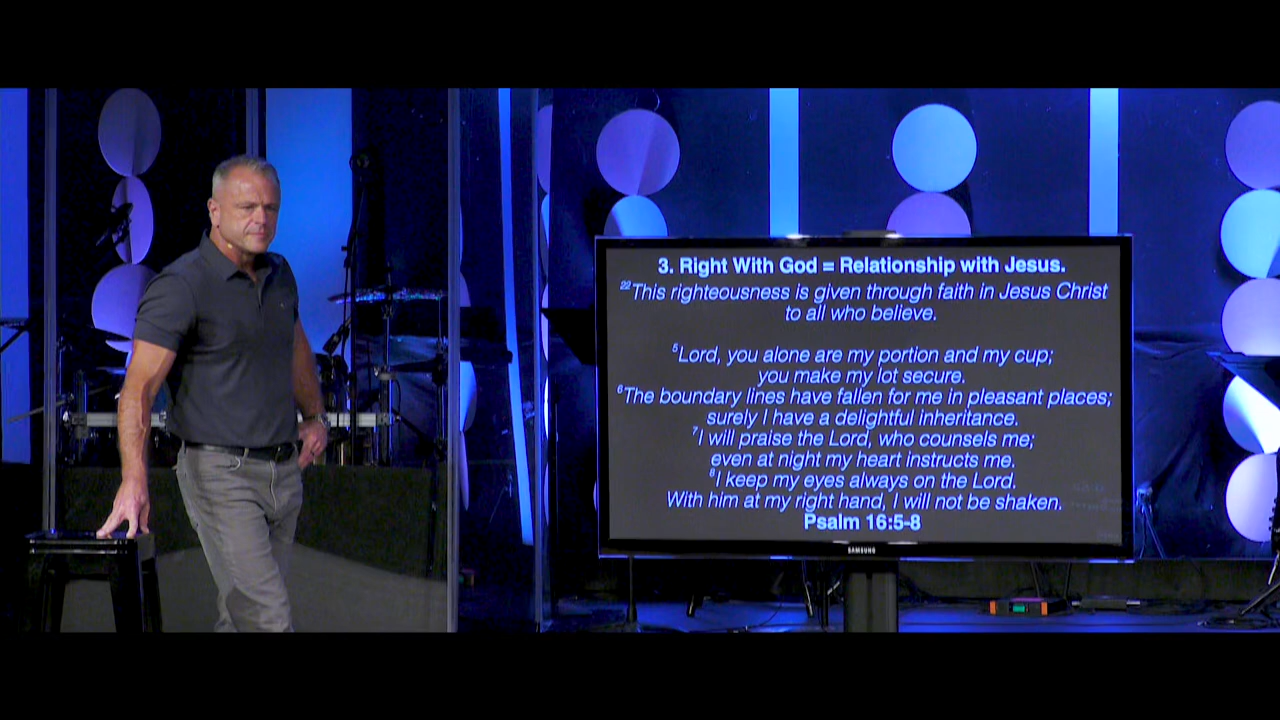 3. Right With God = Relationship with Jesus.
22This righteousness is given through faith in Jesus Christ
to all who believe.
5Lord, you alone are my portion and my cup;
you make my lot secure.
6The boundary lines have fallen for me in pleasant places;
surely I have a delightful inheritance.
7I will praise the Lord, who counsels me;
even at night my heart instructs me.
8I keep my eyes always on the Lord.
With him at my right hand, I will not be shaken.
Psalm 16:5-8
SAMSUNG